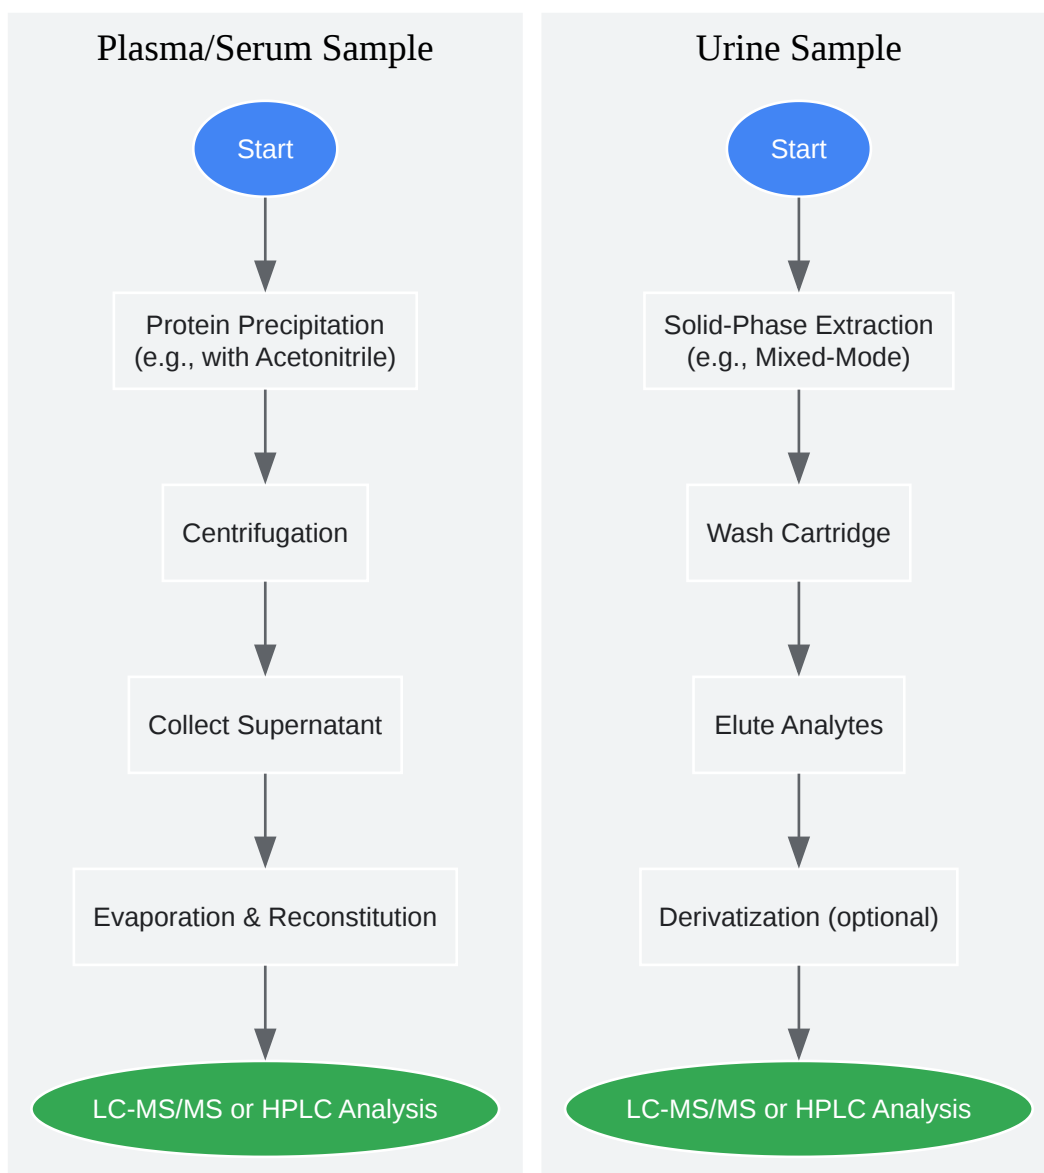 Plasma/Serum Sample
Start
Protein Precipitation
(e.g., with Acetonitrile)
Centrifugation
Collect Supernatant
Evaporation & Reconstitution
LC-MS/MS or HPLC Analysis
Urine Sample
Start
Solid-Phase Extraction
(e.g., Mixed-Mode)
Wash Cartridge
Elute Analytes
Derivatization (optional)
LC-MS/MS or HPLC Analysis